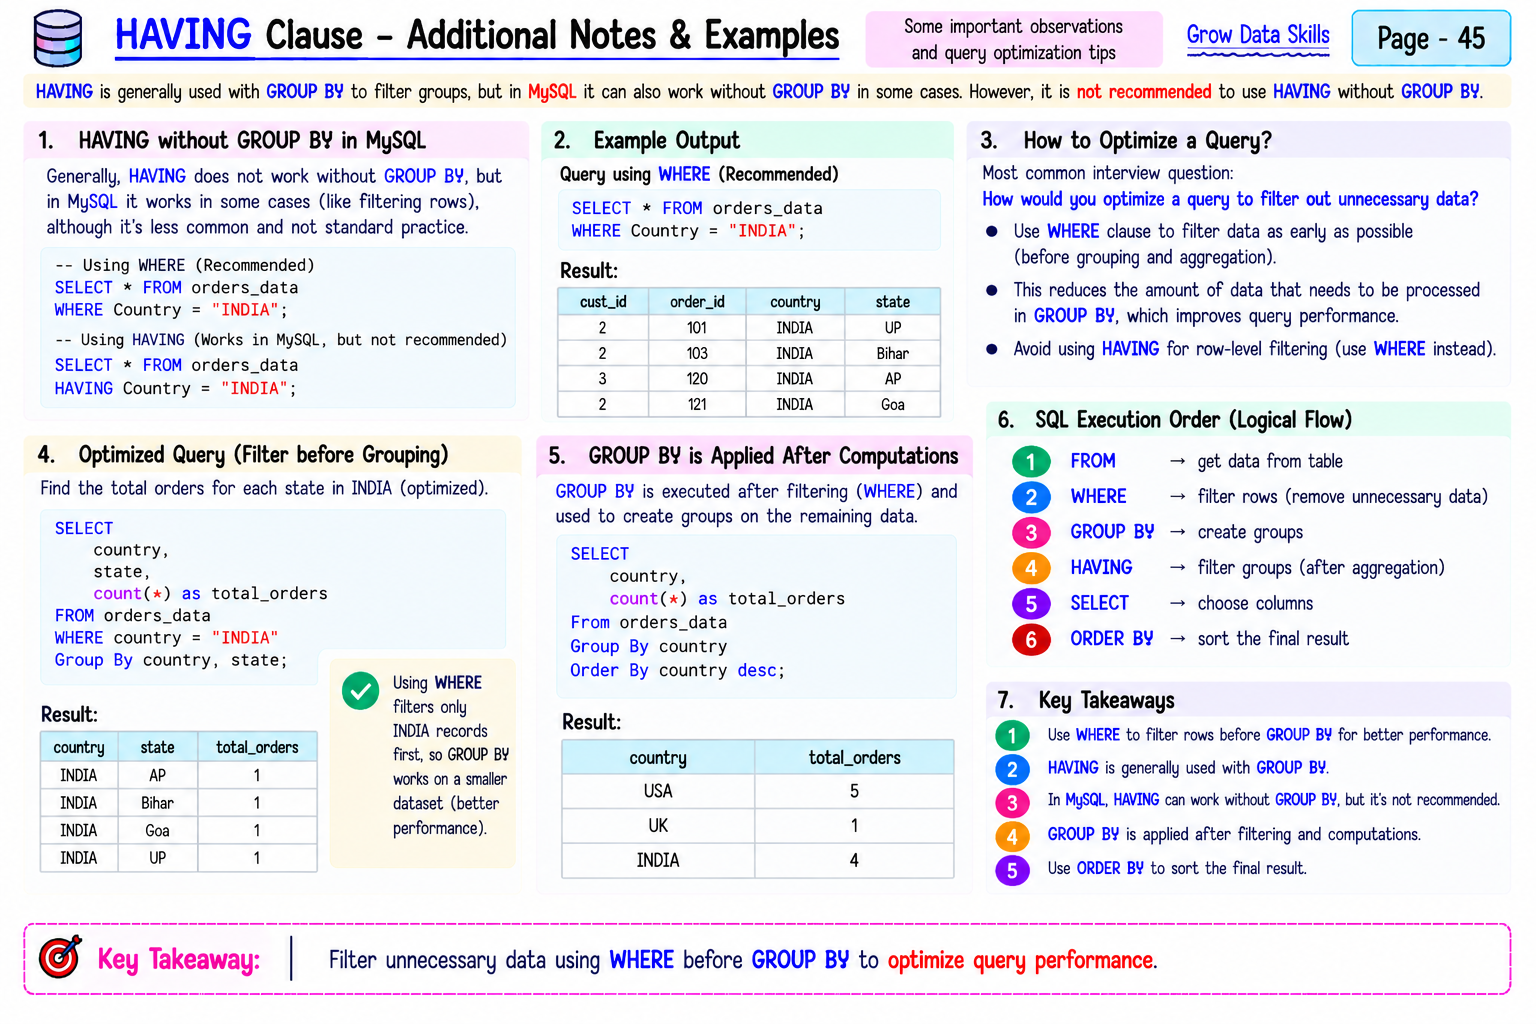 HAVING Clause – Additional Notes & Examples
Some important observations
and query optimization tips
Grow Data Skills
Page - 45
HAVING is generally used with GROUP BY to filter groups, but in MySQL it can also work without GROUP BY in some cases. However, it is not recommended to use HAVING without GROUP BY.
1. HAVING without GROUP BY in MySQL
Generally, HAVING does not work without GROUP BY, but
in MySQL it works in some cases (like filtering rows),
although it's less common and not standard practice.
-- Using WHERE (Recommended)
SELECT * FROM orders_data
WHERE Country = "INDIA";
-- Using HAVING (Works in MySQL, but not recommended)
SELECT * FROM orders_data
HAVING Country = "INDIA";
2. Example Output
Query using WHERE (Recommended)
SELECT * FROM orders_data
WHERE Country = "INDIA";
Result:
cust_id order_id country state
2 101 INDIA UP
2 103 INDIA Bihar
3 120 INDIA AP
2 121 INDIA Goa
3. How to Optimize a Query?
Most common interview question:
How would you optimize a query to filter out unnecessary data?
● Use WHERE clause to filter data as early as possible
(before grouping and aggregation).
● This reduces the amount of data that needs to be processed
in GROUP BY, which improves query performance.
● Avoid using HAVING for row-level filtering (use WHERE instead).
4. Optimized Query (Filter before Grouping)
Find the total orders for each state in INDIA (optimized).
SELECT
country,
state,
count(*) as total_orders
FROM orders_data
WHERE country = "INDIA"
Group By country, state;
Using WHERE
filters only
INDIA records
first, so GROUP BY
works on a smaller
dataset (better
performance).
Result:
country state total_orders
INDIA AP 1
INDIA Bihar 1
INDIA Goa 1
INDIA UP 1
5. GROUP BY is Applied After Computations
GROUP BY is executed after filtering (WHERE) and
used to create groups on the remaining data.
SELECT
country,
count(*) as total_orders
From orders_data
Group By country
Order By country desc;
Result:
country total_orders
USA 5
UK 1
INDIA 4
6. SQL Execution Order (Logical Flow)
1 FROM → get data from table
2 WHERE → filter rows (remove unnecessary data)
3 GROUP BY → create groups
4 HAVING → filter groups (after aggregation)
5 SELECT → choose columns
6 ORDER BY → sort the final result
7. Key Takeaways
1 Use WHERE to filter rows before GROUP BY for better performance.
2 HAVING is generally used with GROUP BY.
3 In MySQL, HAVING can work without GROUP BY, but it's not recommended.
4 GROUP BY is applied after filtering and computations.
5 Use ORDER BY to sort the final result.
Key Takeaway: Filter unnecessary data using WHERE before GROUP BY to optimize query performance.